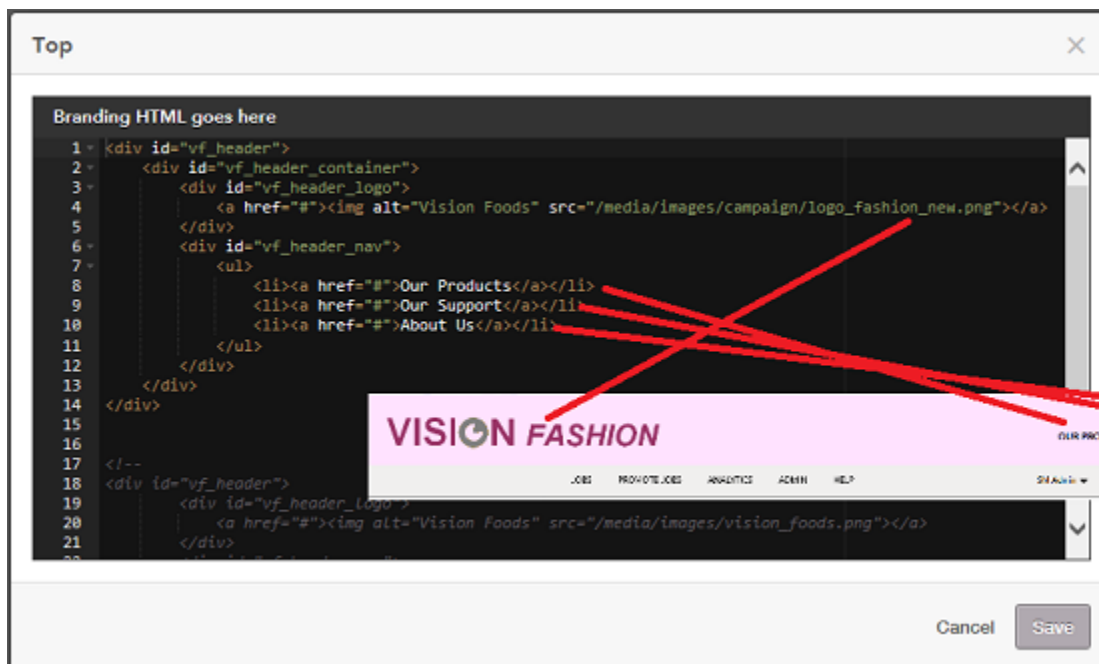 Top
Branding HTML goes here
1 <div id="vf_header">
2 <div id="vf_header_container">
3 <div id="vf_header_logo">
4 <a href="#"><img alt="Vision Foods" src="/media/images/campaign/logo_fashion_new.png"></a>
5 </div>
6 <div id="vf_header_nav">
7 <ul>
8 <li><a href="#">Our Products</a></li>
9 <li><a href="#">Our Support</a></li>
10 <li><a href="#">About Us</a></li>
11 </ul>
12 </div>
13 </div>
14 </div>
15
16
17 <!--
18 <div id="vf_header">
19 <div id="vf_header_logo">
20 <a href="#"><img alt="Vision Foods" src="/media/images/vision_foods.png"></a>
21 </div>
VISION FASHION
OUR PRO
JOBS PROMOTE JOBS ANALYTICS ADMIN HELP
Cancel Save